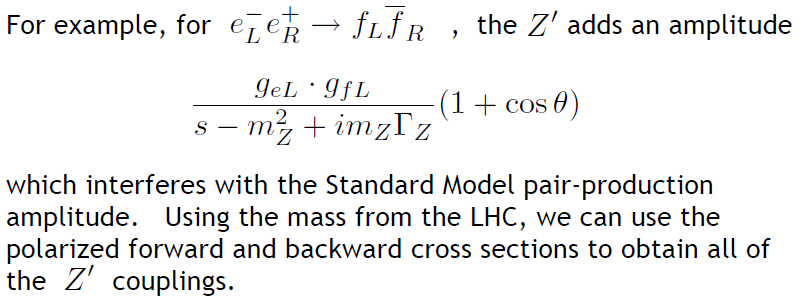 For example, for $e^-_L e^+_R \to f_L \overline{f}_R$ , the $Z'$ adds an amplitude
$\frac{g_{eL} \cdot g_{fL}}{s - m_Z^2 + i m_Z \Gamma_Z} (1 + \cos\theta)$
which interferes with the Standard Model pair-production
amplitude. Using the mass from the LHC, we can use the
polarized forward and backward cross sections to obtain all of
the $Z'$ couplings.